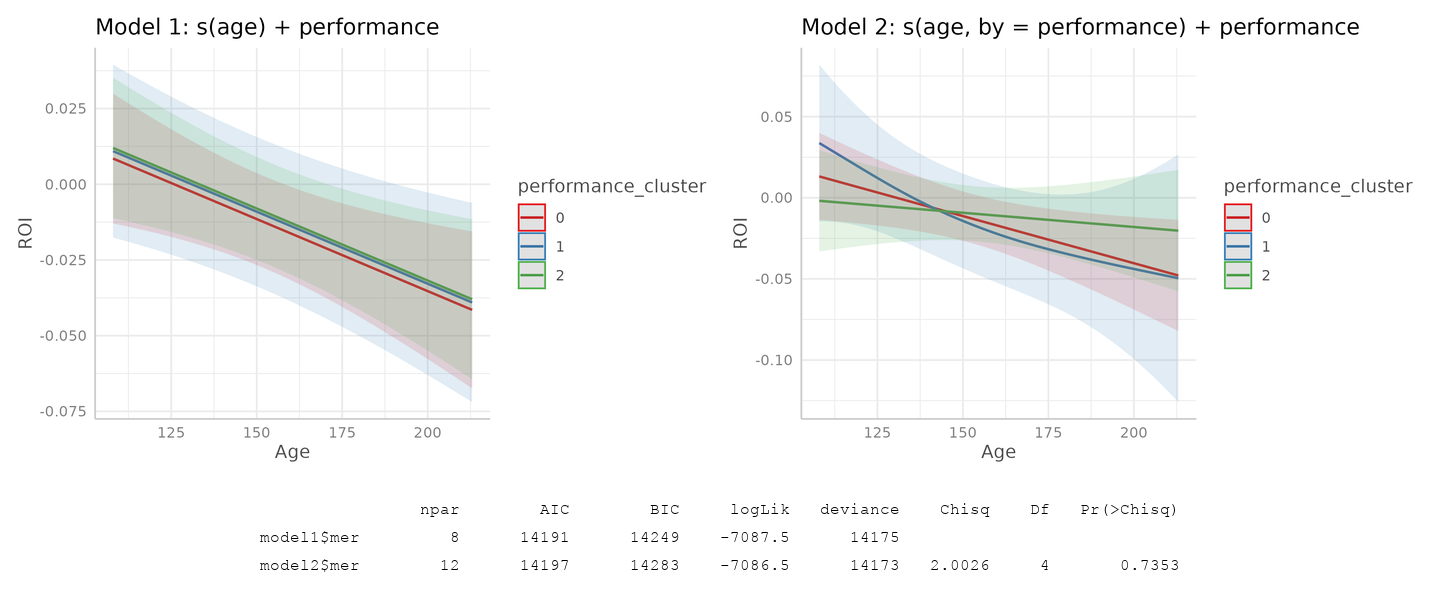 Model 1: s(age) + performance
0.025
0.000
-0.025
-0.050
-0.075
ROI
125 150 175 200
Age
performance_cluster
0
1
2
Model 2: s(age, by = performance) + performance
0.05
0.00
-0.05
-0.10
ROI
125 150 175 200
Age
performance_cluster
0
1
2
npar AIC BIC logLik deviance Chisq Df Pr(>Chisq)
model1$mer 8 14191 14249 -7087.5 14175
model2$mer 12 14197 14283 -7086.5 14173 2.0026 4 0.7353